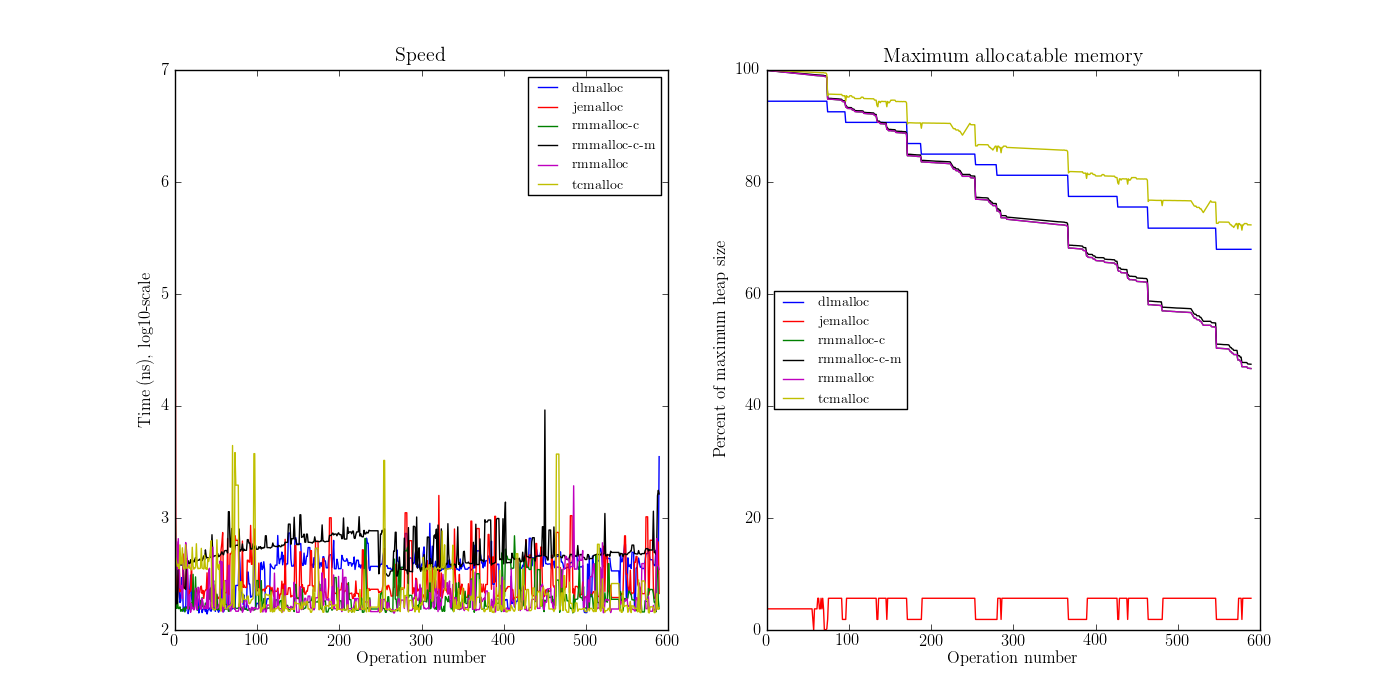 Speed
7
6
5
4
3
2
0
100
200
300
400
500
600
Time (ns), log10-scale
Operation number
dlmalloc
jemalloc
rmmalloc-c
rmmalloc-c-m
rmmalloc
tcmalloc
Maximum allocatable memory
100
80
60
40
20
0
0
100
200
300
400
500
600
Percent of maximum heap size
Operation number
dlmalloc
jemalloc
rmmalloc-c
rmmalloc-c-m
rmmalloc
tcmalloc